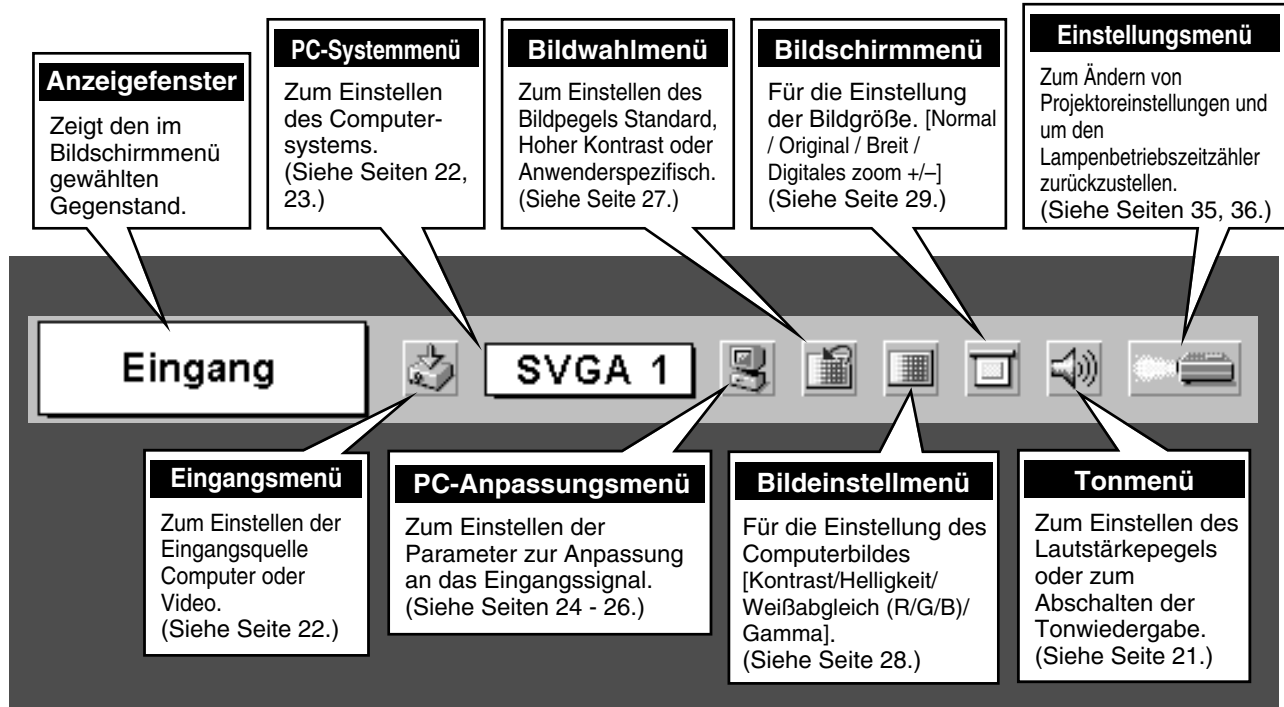 Anzeigefenster
Zeigt den im
Bildschirmmenü
gewählten
Gegenstand.
PC-Systemmenü
Zum Einstellen
des Computer-
systems.
(Siehe Seiten 22,
23.)
Bildwahlmenü
Zum Einstellen des
Bildpegels Standard,
Hoher Kontrast oder
Anwenderspezifisch.
(Siehe Seite 27.)
Bildschirmmenü
Für die Einstellung
der Bildgröße. [Normal
/ Original / Breit /
Digitales zoom +/–]
(Siehe Seite 29.)
Einstellungsmenü
Zum Ändern von
Projektoreinstellungen und
um den
Lampenbetriebszeitzähler
zurückzustellen.
(Siehe Seiten 35, 36.)
Eingang
SVGA 1
Eingangsmenü
Zum Einstellen der
Eingangsquelle
Computer oder
Video.
(Siehe Seite 22.)
PC-Anpassungsmenü
Zum Einstellen der
Parameter zur Anpassung
an das Eingangssignal.
(Siehe Seiten 24 - 26.)
Bildeinstellmenü
Für die Einstellung des
Computerbildes
[Kontrast/Helligkeit/
Weißabgleich (R/G/B)/
Gamma].
(Siehe Seite 28.)
Tonmenü
Zum Einstellen des
Lautstärkepegels
oder zum
Abschalten der
Tonwiedergabe.
(Siehe Seite 21.)